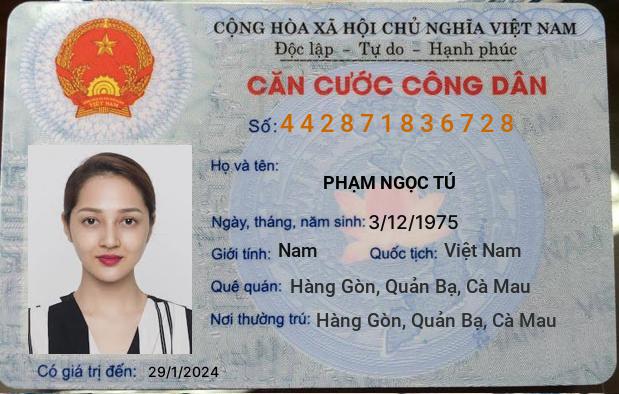 CỘNG HÒA XÃ HỘI CHỦ NGHĨA VIỆT NAM
Độc lập - Tự do - Hạnh phúc
CĂN CƯỚC CÔNG DÂN
Số: 442871836728
Họ và tên:
PHẠM NGỌC TÚ
Ngày, tháng, năm sinh: 3/12/1975
Giới tính: Nam Quốc tịch: Việt Nam
Quê quán: Hàng Gòn, Quản Bạ, Cà Mau
Nơi thường trú: Hàng Gòn, Quản Bạ, Cà Mau
Có giá trị đến: 29/1/2024
VIỆT NAM